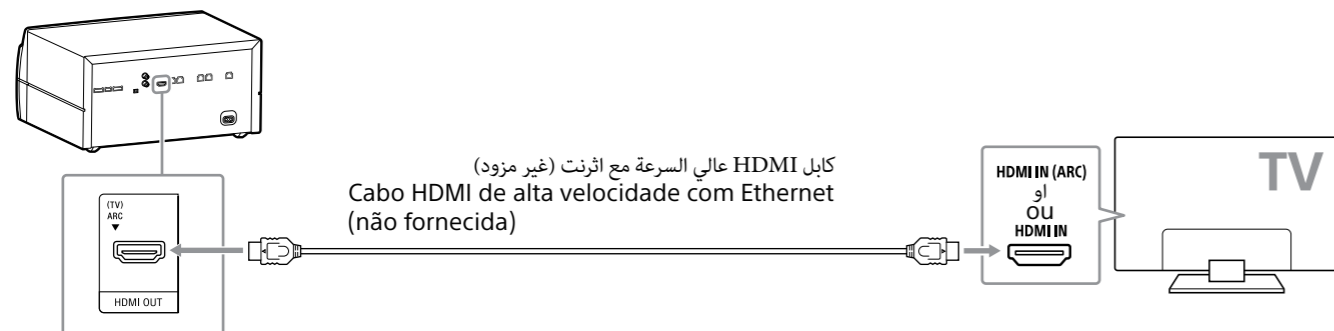 كابل HDMI عالي السرعة مع اثرنت (غير مزود)
Cabo HDMI de alta velocidade com Ethernet
(não fornecida)
(TV)
ARC
HDMI OUT
HDMI IN (ARC)
او
ou
HDMI IN
TV